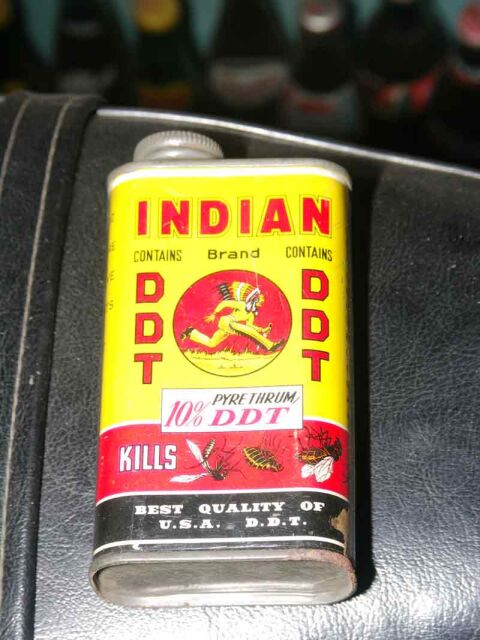 INDIAN
CONTAINS Brand CONTAINS
DDT DDT
PYRETHRUM
10% DDT
KILLS
BEST QUALITY OF
U.S.A. D.D.T.